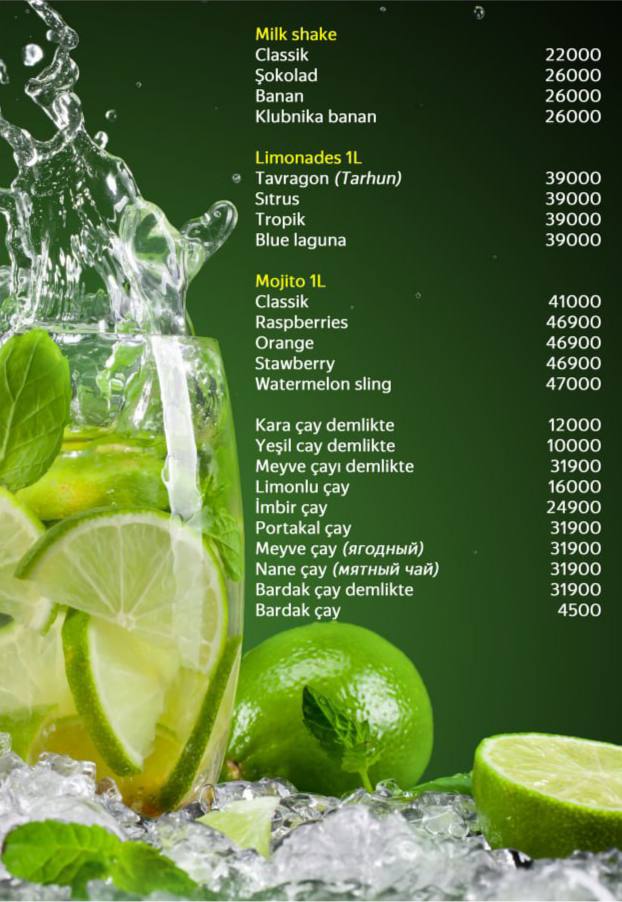 Milk shake
Classik 22000
Şokolad 26000
Banan 26000
Klubnika banan 26000
Limonades 1L
Tavragon (Tarhun) 39000
Sıtrus 39000
Tropik 39000
Blue laguna 39000
Mojito 1L
Classik 41000
Raspberries 46900
Orange 46900
Stawberry 46900
Watermelon sling 47000
Kara çay demlikte 12000
Yeşil cay demlikte 10000
Meyve çayı demlikte 31900
Limonlu çay 16000
İmbir çay 24900
Portakal çay 31900
Meyve çay (ягодный) 31900
Nane çay (мятный чай) 31900
Bardak çay demlikte 31900
Bardak çay 4500